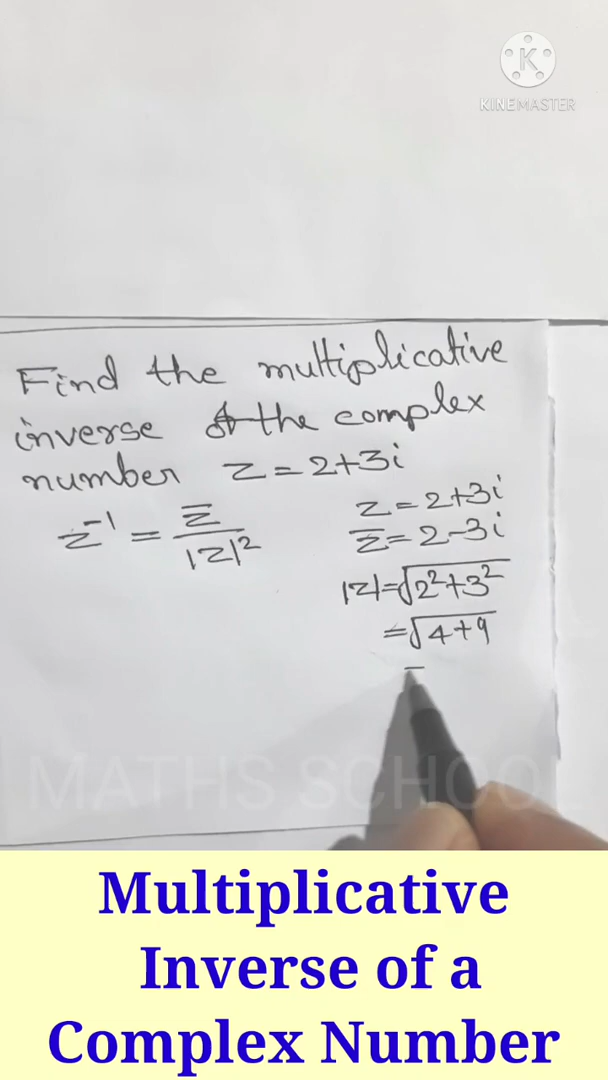 KINEMASTER
Find the multiplicative
inverse of the complex
number z = 2+3i
z⁻¹ = z̄/|z|²
z = 2+3i
z̄ = 2-3i
|z| = √(2²+3²)
= √(4+9)
=
MATHS SCHOOL
Multiplicative
Inverse of a
Complex Number